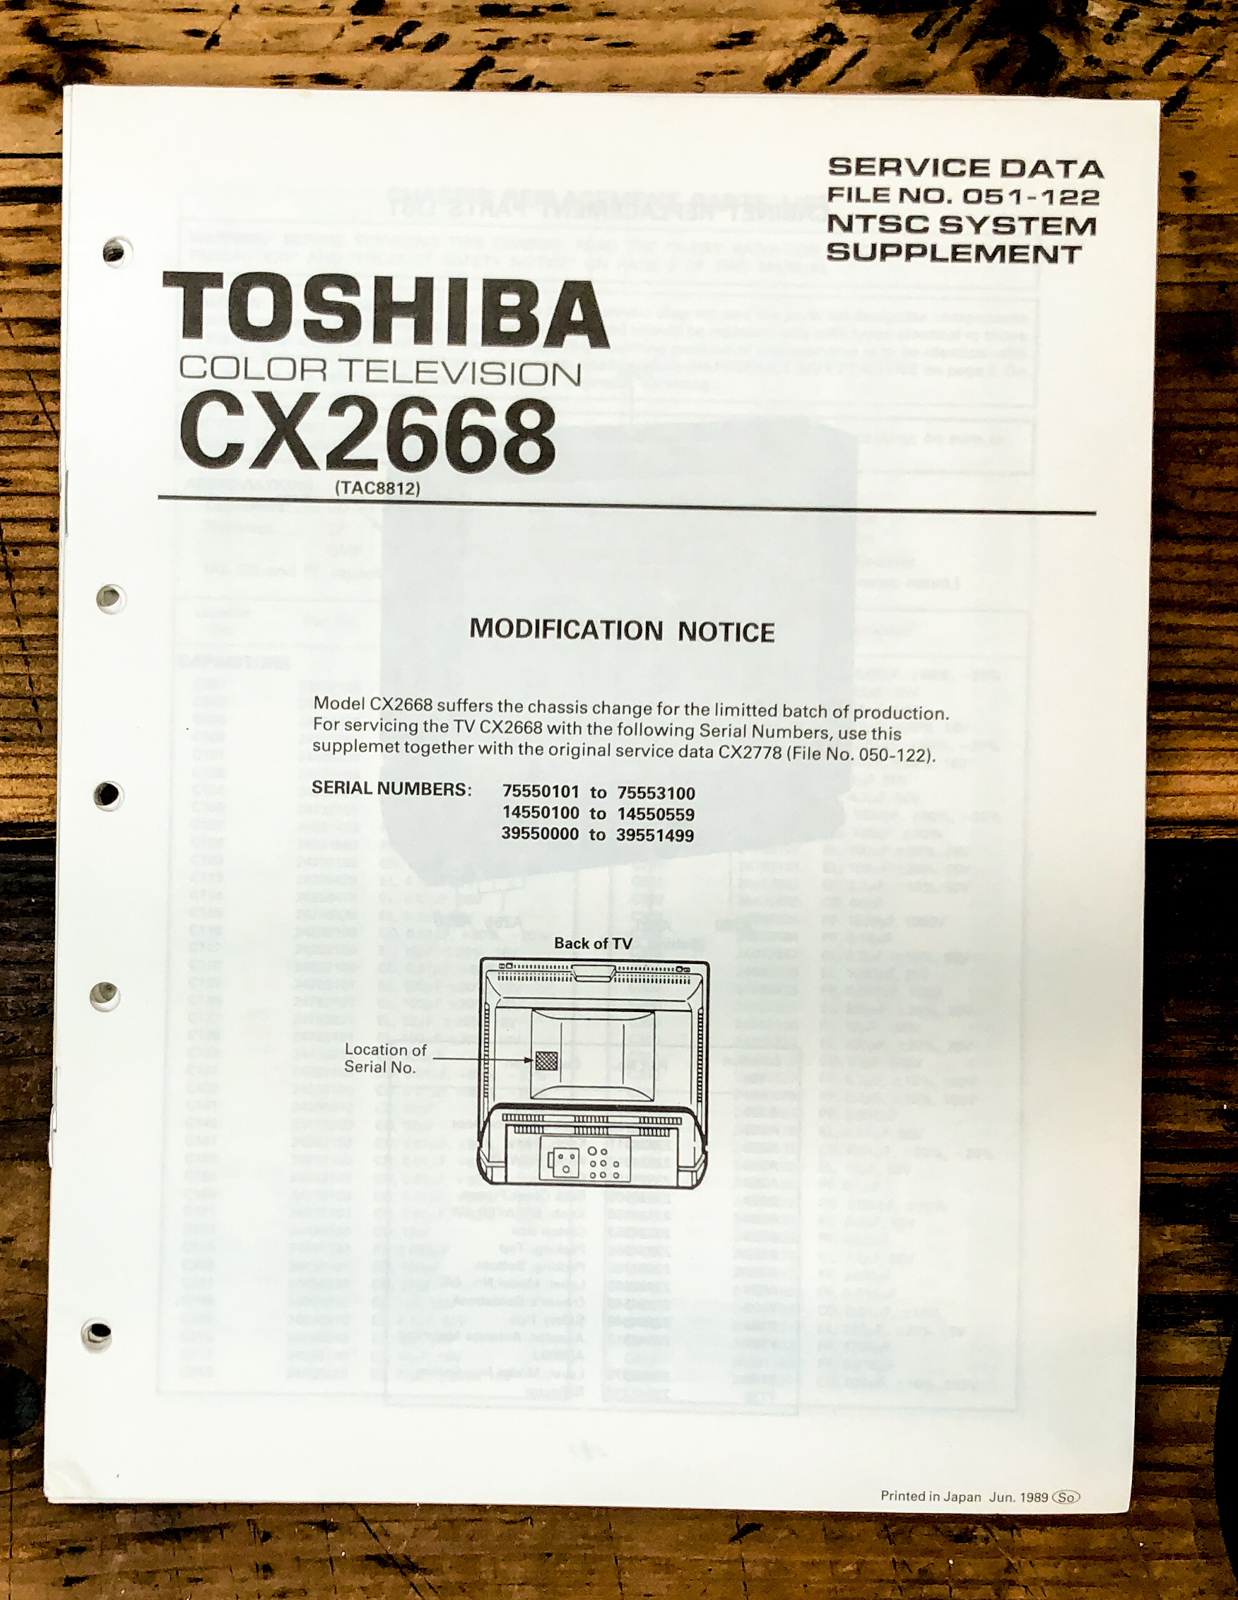 SERVICE DATA
FILE NO. 051-122
NTSC SYSTEM
SUPPLEMENT
TOSHIBA
COLOR TELEVISION
CX2668
(TAC8812)
MODIFICATION NOTICE
Model CX2668 suffers the chassis change for the limitted batch of production.
For servicing the TV CX2668 with the following Serial Numbers, use this
supplemet together with the original service data CX2778 (File No. 050-122).
SERIAL NUMBERS: 75550101 to 75553100
14550100 to 14550559
39550000 to 39551499
Back of TV
Location of
Serial No.
Printed in Japan Jun. 1989 So